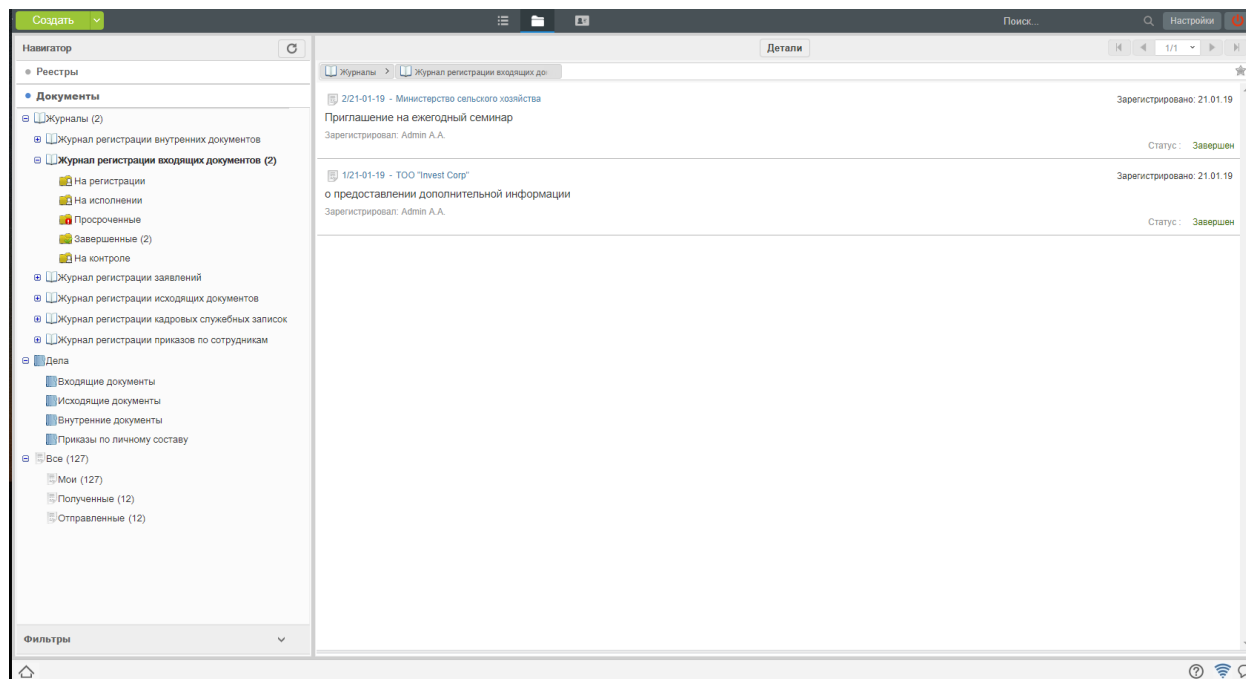 Создать
Поиск...
Настройки
Навигатор
Детали
1/1
Реестры
Журналы > Журнал регистрации входящих до
Документы
Журналы (2)
Журнал регистрации внутренних документов
Журнал регистрации входящих документов (2)
На регистрации
На исполнении
Просроченные
Завершенные (2)
На контроле
Журнал регистрации заявлений
Журнал регистрации исходящих документов
Журнал регистрации кадровых служебных записок
Журнал регистрации приказов по сотрудникам
Дела
Входящие документы
Исходящие документы
Внутренние документы
Приказы по личному составу
Все (127)
Мои (127)
Полученные (12)
Отправленные (12)
Фильтры
2/21-01-19 - Министерство сельского хозяйства
Зарегистрировано: 21.01.19
Приглашение на ежегодный семинар
Зарегистрировал: Admin A.A.
Статус : Завершен
1/21-01-19 - ТОО "Invest Corp"
Зарегистрировано: 21.01.19
о предоставлении дополнительной информации
Зарегистрировал: Admin A.A.
Статус : Завершен